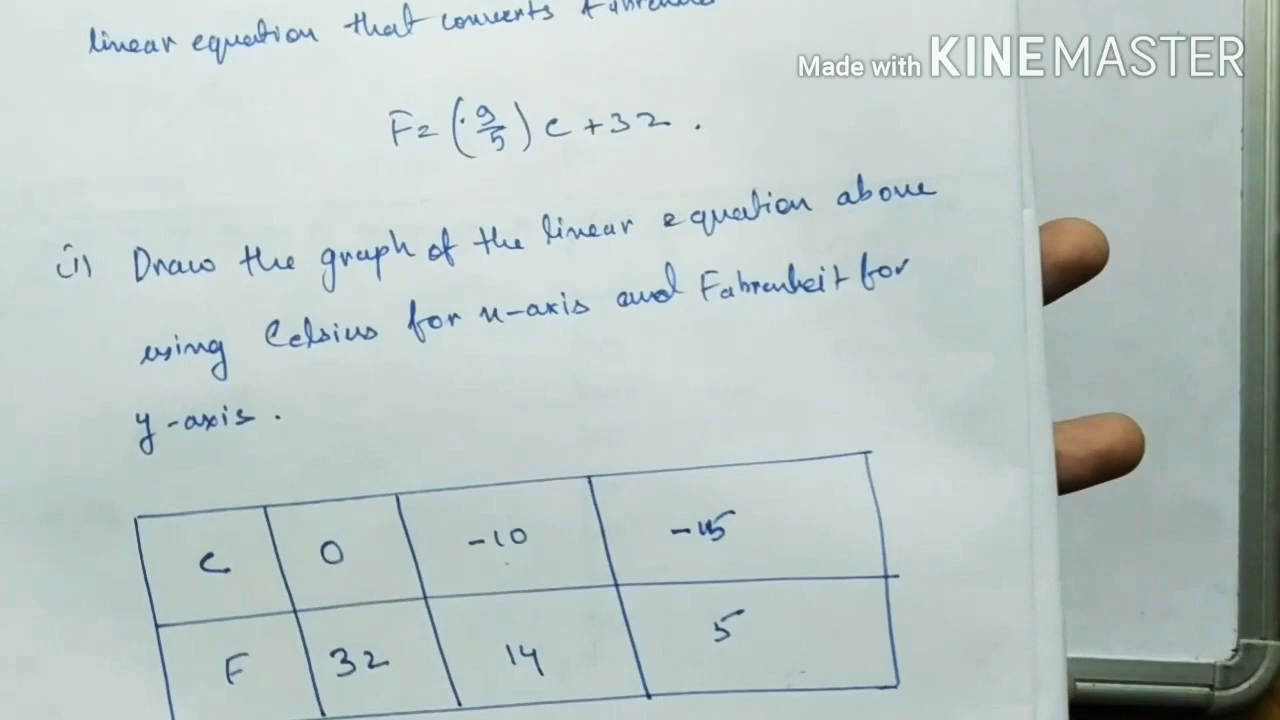 linear equation that converts
Made with KINEMASTER
F = (9/5) c + 32 .
(i) Draw the graph of the linear equation above
using Celsius for x-axis and Fahrenheit for
y-axis .
C 0 -10 -15
F 32 14 5